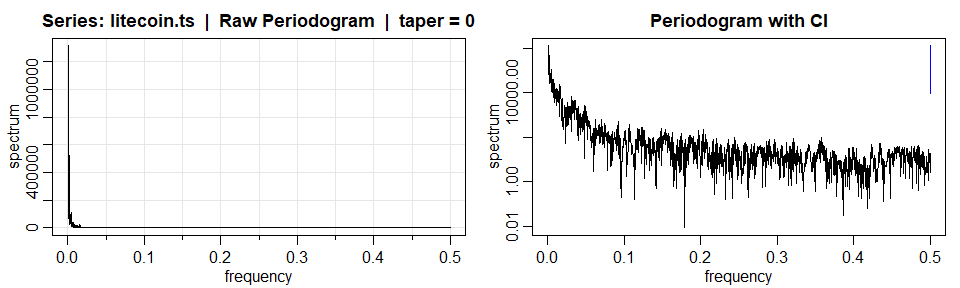 Series: litecoin.ts | Raw Periodogram | taper = 0
spectrum
0
400000
1000000
0.0 0.1 0.2 0.3 0.4 0.5
frequency
Periodogram with CI
spectrum
0.01
1.00
10000.00
0.0 0.1 0.2 0.3 0.4 0.5
frequency